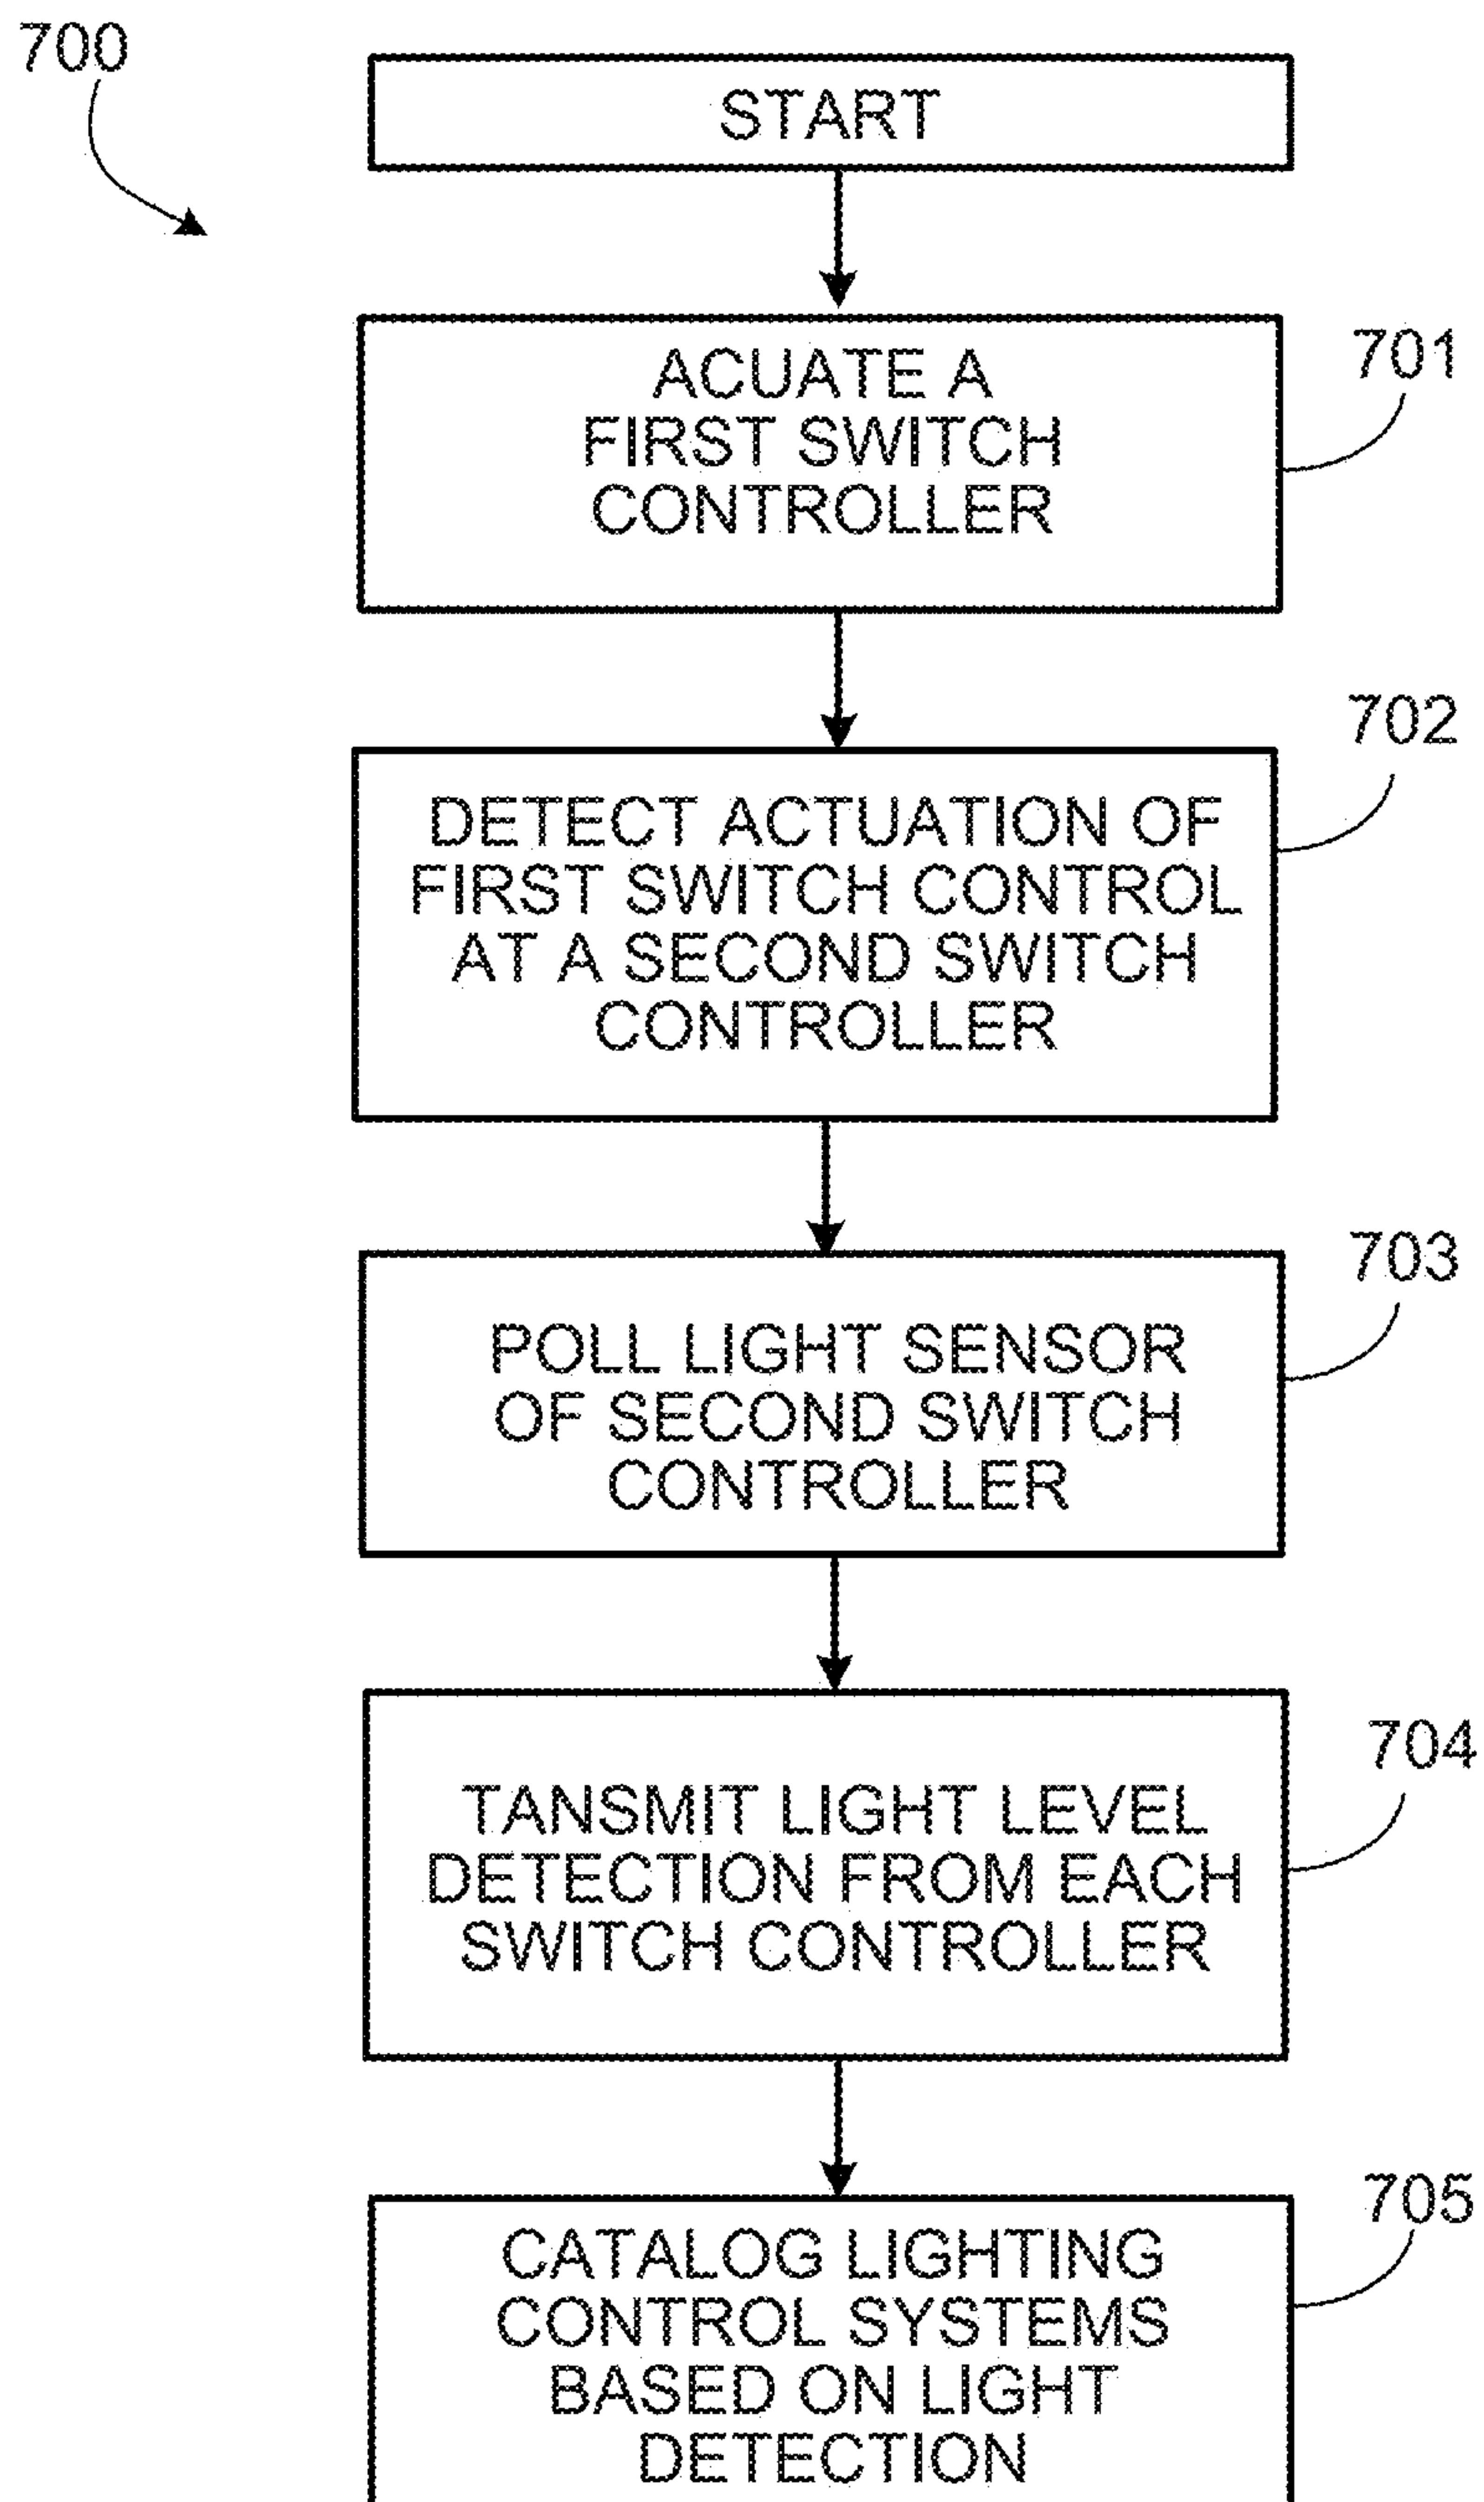 700
START
ACUATE A
FIRST SWITCH
CONTROLLER
701
DETECT ACTUATION OF
FIRST SWITCH CONTROL
AT A SECOND SWITCH
CONTROLLER
702
POLL LIGHT SENSOR
OF SECOND SWITCH
CONTROLLER
703
TANSMIT LIGHT LEVEL
DETECTION FROM EACH
SWITCH CONTROLLER
704
CATALOG LIGHTING
CONTROL SYSTEMS
BASED ON LIGHT
DETECTION
705